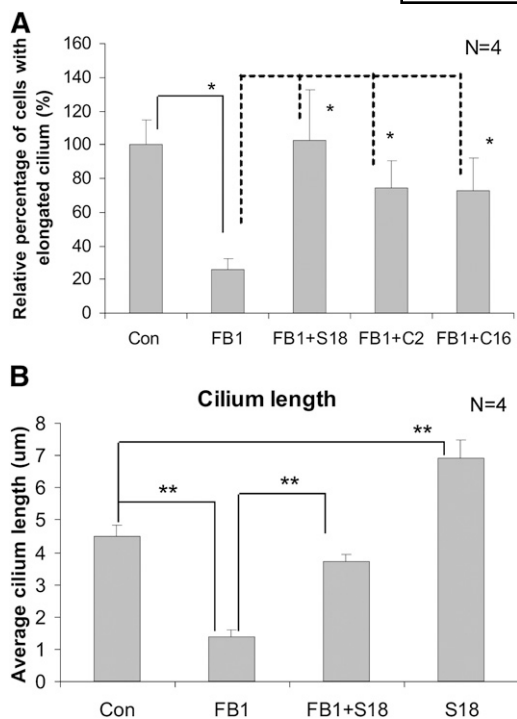 A
Relative percentage of cells with
elongated cilium (%)
N=4
160
140
120
100
80
60
40
20
0
*
*
*
*
Con FB1 FB1+S18 FB1+C2 FB1+C16
B
Cilium length
N=4
Average cilium length (um)
8
7
6
5
4
3
2
1
0
**
**
**
Con FB1 FB1+S18 S18